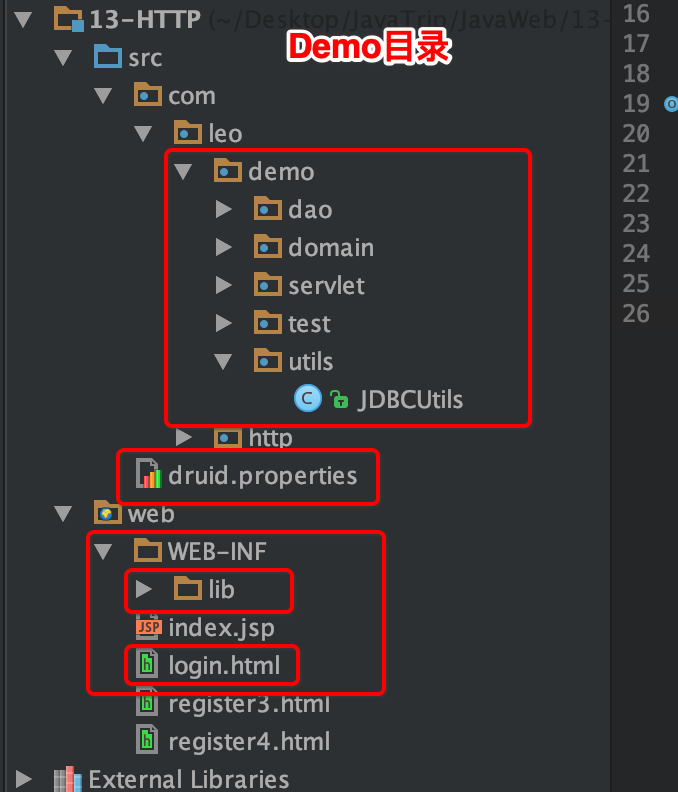 13-HTTP (~/Desktop/JavaTrin/JavaWeb/13-
Demo目录
src
com
leo
demo
dao
domain
servlet
test
utils
C JDBCUtils
http
druid.properties
web
WEB-INF
lib
JSP index.jsp
h login.html
h register3.html
h register4.html
External Libraries
16
17
18
19
20
21
22
23
24
25
26